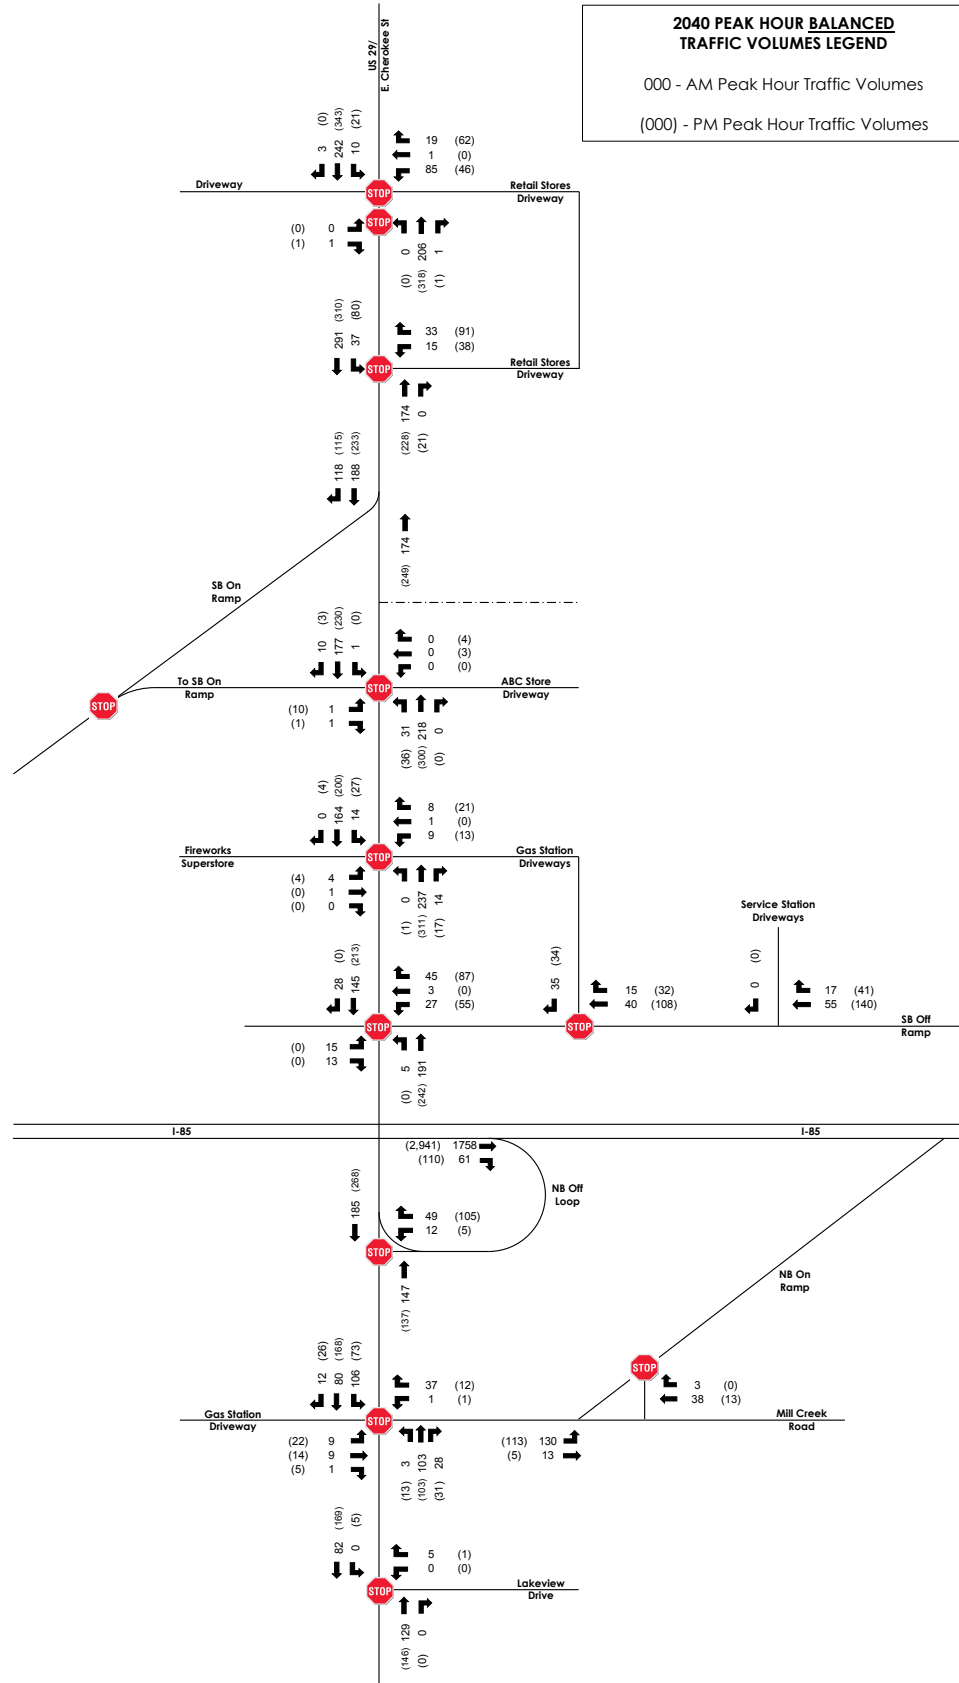 2040 PEAK HOUR BALANCED
TRAFFIC VOLUMES LEGEND
000 - AM Peak Hour Traffic Volumes
(000) - PM Peak Hour Traffic Volumes
US 29/
E. Cherokee St
(0) (343) (21)
3 242 10
19 (62)
1 (0)
85 (46)
Driveway
STOP
Retail Stores
Driveway
STOP
(0) 0
(1) 1
0 206 1
(0) (318) (1)
(310) (80)
291 37
33 (91)
15 (38)
STOP
Retail Stores
Driveway
174 0
(228) (21)
(115) (233)
118 188
174
(249)
SB On
Ramp
(3) (230) (0)
10 177 1
0 (4)
0 (3)
0 (0)
To SB On
Ramp
STOP
ABC Store
Driveway
STOP
(10) 1
(1) 1
31 218 0
(36) (300) (0)
(4) (200) (27)
0 164 14
8 (21)
1 (0)
9 (13)
Fireworks
Superstore
STOP
Gas Station
Driveways
(4) 4
(0) 1
(0) 0
0 237 14
(1) (311) (17)
Service Station
Driveways
(0) (213)
28 145
45 (87)
3 (0)
27 (55)
(34)
35
15 (32)
40 (108)
(0)
0
17 (41)
55 (140)
STOP
STOP
SB Off
Ramp
(0) 15
(0) 13
5 191
(0) (242)
I-85
I-85
(2,941) 1758
(110) 61
NB Off
Loop
185 (268)
49 (105)
12 (5)
STOP
(137) 147
NB On
Ramp
(26) (168) (73)
12 80 106
37 (12)
1 (1)
STOP
3 (0)
38 (13)
Gas Station
Driveway
STOP
Mill Creek
Road
(22) 9
(14) 9
(5) 1
3 103 28
(13) (103) (31)
(113) 130
(5) 13
(169) (5)
82 0
5 (1)
0 (0)
STOP
Lakeview
Drive
129 0
(146) (0)